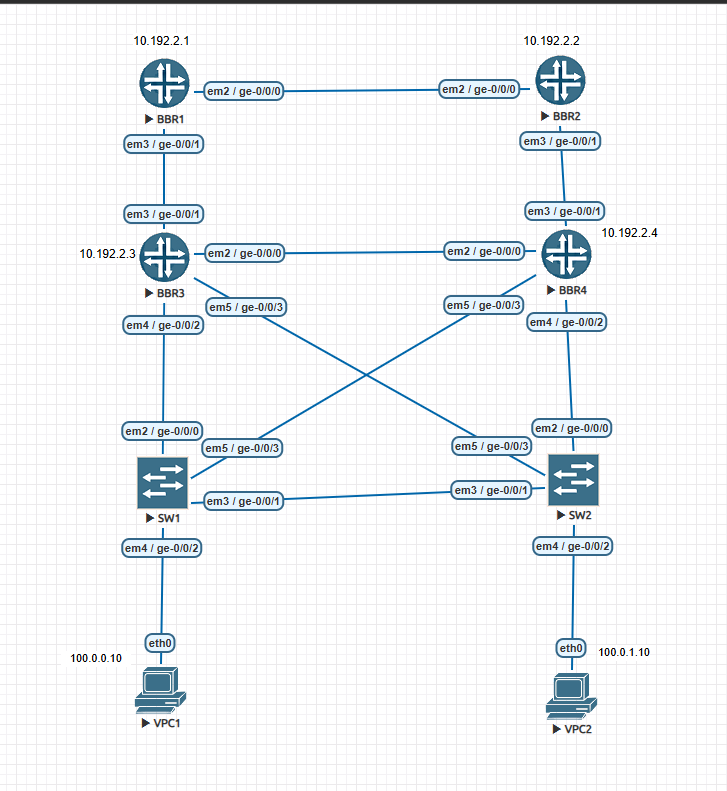 10.192.2.1
10.192.2.2
em2 / ge-0/0/0
em2 / ge-0/0/0
BBR1
BBR2
em3 / ge-0/0/1
em3 / ge-0/0/1
em3 / ge-0/0/1
em3 / ge-0/0/1
10.192.2.3
em2 / ge-0/0/0
em2 / ge-0/0/0
10.192.2.4
BBR3
BBR4
em5 / ge-0/0/3
em5 / ge-0/0/3
em4 / ge-0/0/2
em4 / ge-0/0/2
em2 / ge-0/0/0
em2 / ge-0/0/0
em5 / ge-0/0/3
em5 / ge-0/0/3
em3 / ge-0/0/1
em3 / ge-0/0/1
SW1
SW2
em4 / ge-0/0/2
em4 / ge-0/0/2
eth0
eth0
100.0.0.10
100.0.1.10
VPC1
VPC2